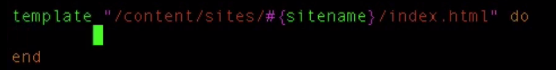 template "/content/sites/#{sitename}/index.html" do
end